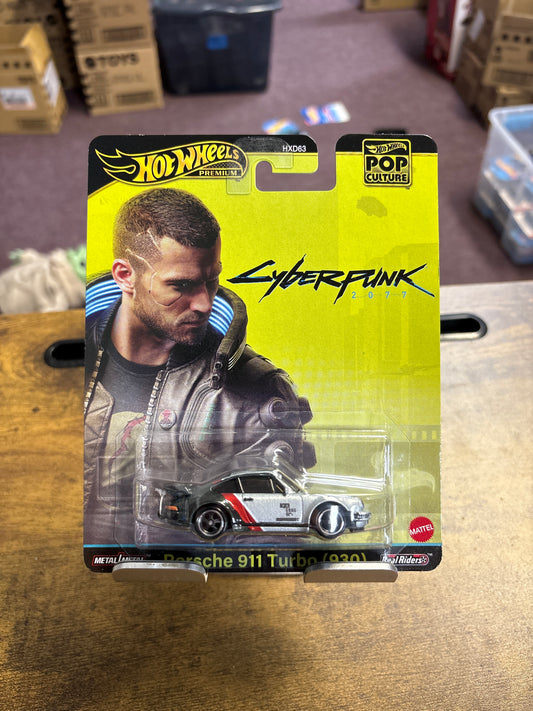 HOT WHEELS
PREMIUM
HXD63
HOT WHEELS
POP
CULTURE
CYBERPUNK
2077
MATTEL
METAL/METAL
Porsche 911 Turbo (930)
Real Riders
TOYS